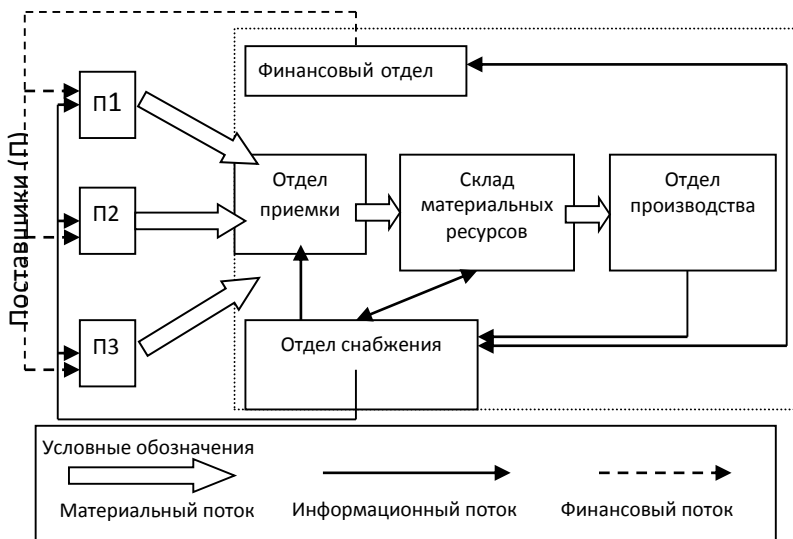 Поставщики (П)
Финансовый отдел
П1
Отдел
приемки
Склад
материальных
ресурсов
Отдел
производства
П2
П3
Отдел снабжения
Условные обозначения
Материальный поток
Информационный поток
Финансовый поток